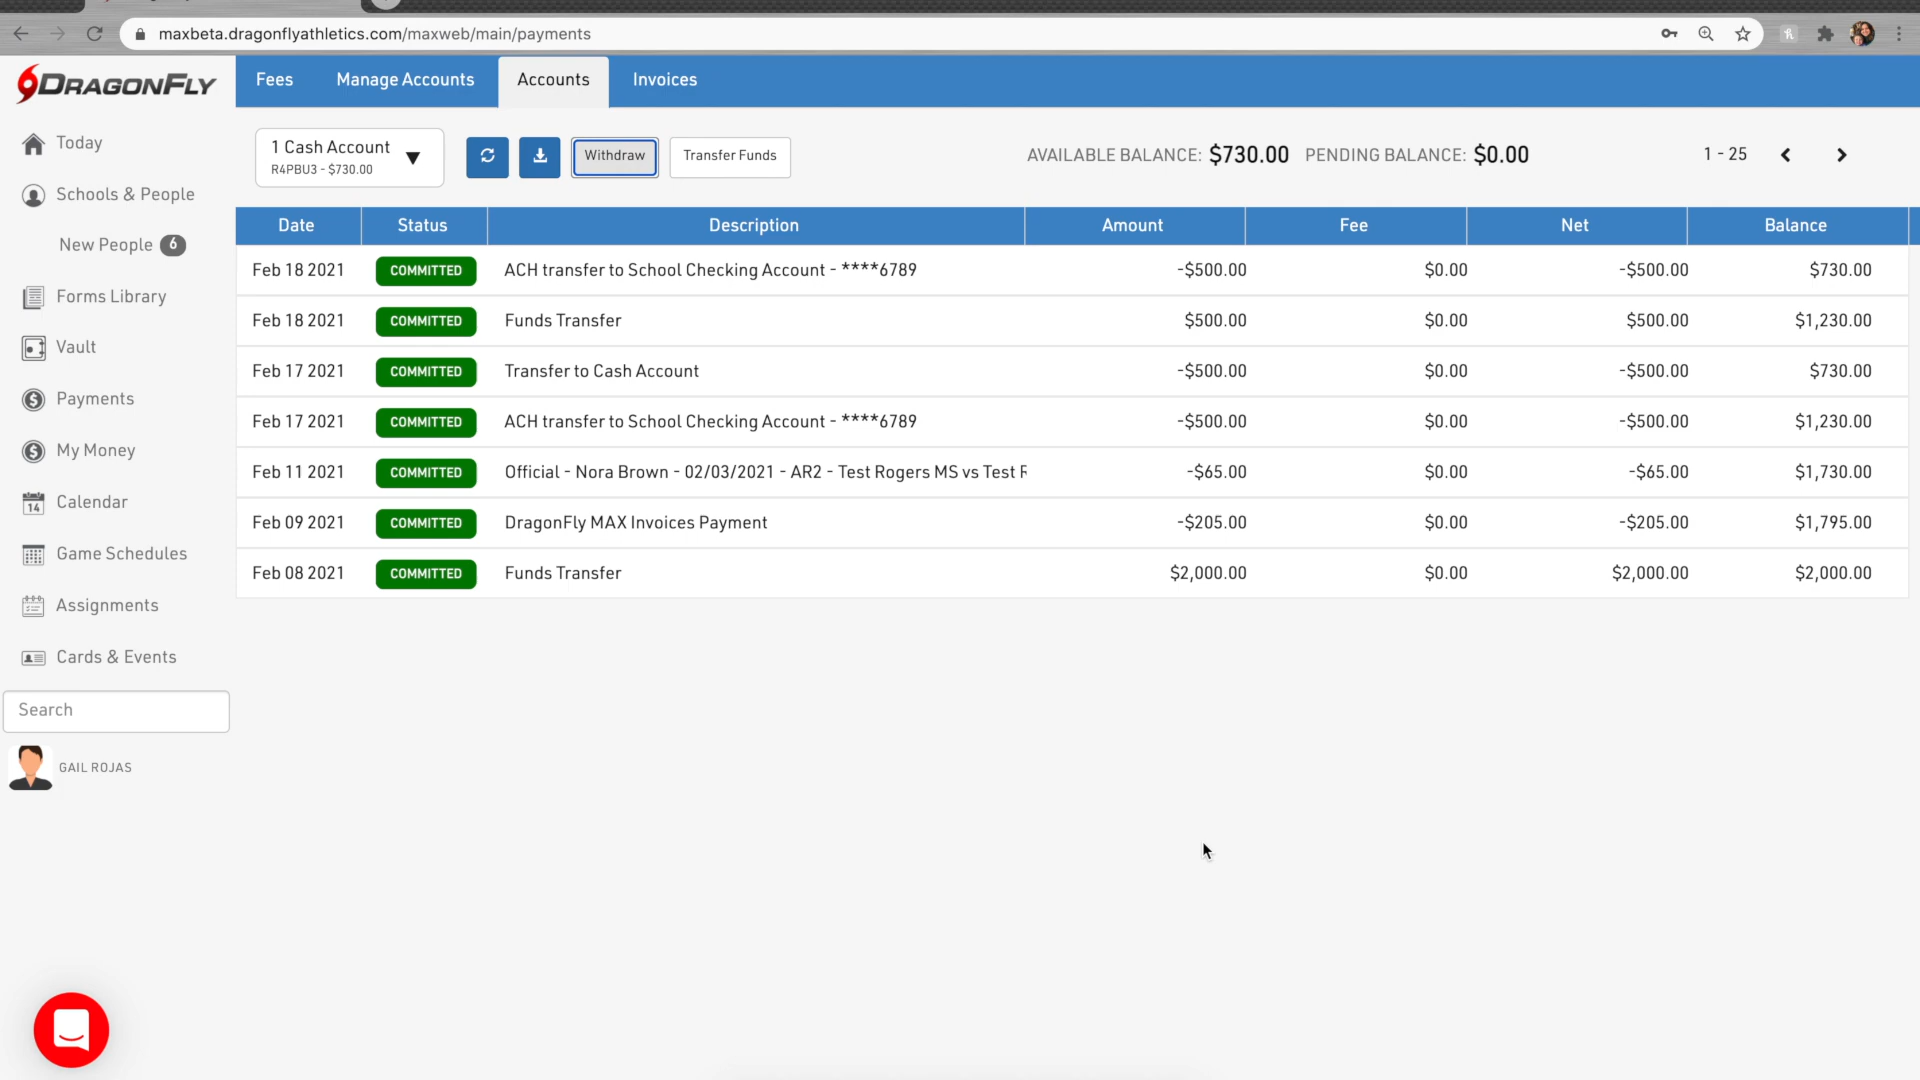 maxbeta.dragonflyathletics.com/maxweb/main/payments
DRAGONFLY
Fees Manage Accounts Accounts Invoices
Today
Schools & People
New People 6
Forms Library
Vault
Payments
My Money
14 Calendar
Game Schedules
Assignments
Cards & Events
Search
GAIL ROJAS
1 Cash Account
R4PBU3 - $730.00
Withdraw Transfer Funds AVAILABLE BALANCE: $730.00 PENDING BALANCE: $0.00 1 - 25
Date Status Description Amount Fee Net Balance
Feb 18 2021 COMMITTED ACH transfer to School Checking Account - ****6789 -$500.00 $0.00 -$500.00 $730.00
Feb 18 2021 COMMITTED Funds Transfer $500.00 $0.00 $500.00 $1,230.00
Feb 17 2021 COMMITTED Transfer to Cash Account -$500.00 $0.00 -$500.00 $730.00
Feb 17 2021 COMMITTED ACH transfer to School Checking Account - ****6789 -$500.00 $0.00 -$500.00 $1,230.00
Feb 11 2021 COMMITTED Official - Nora Brown - 02/03/2021 - AR2 - Test Rogers MS vs Test -$65.00 $0.00 -$65.00 $1,730.00
Feb 09 2021 COMMITTED DragonFly MAX Invoices Payment -$205.00 $0.00 -$205.00 $1,795.00
Feb 08 2021 COMMITTED Funds Transfer $2,000.00 $0.00 $2,000.00 $2,000.00